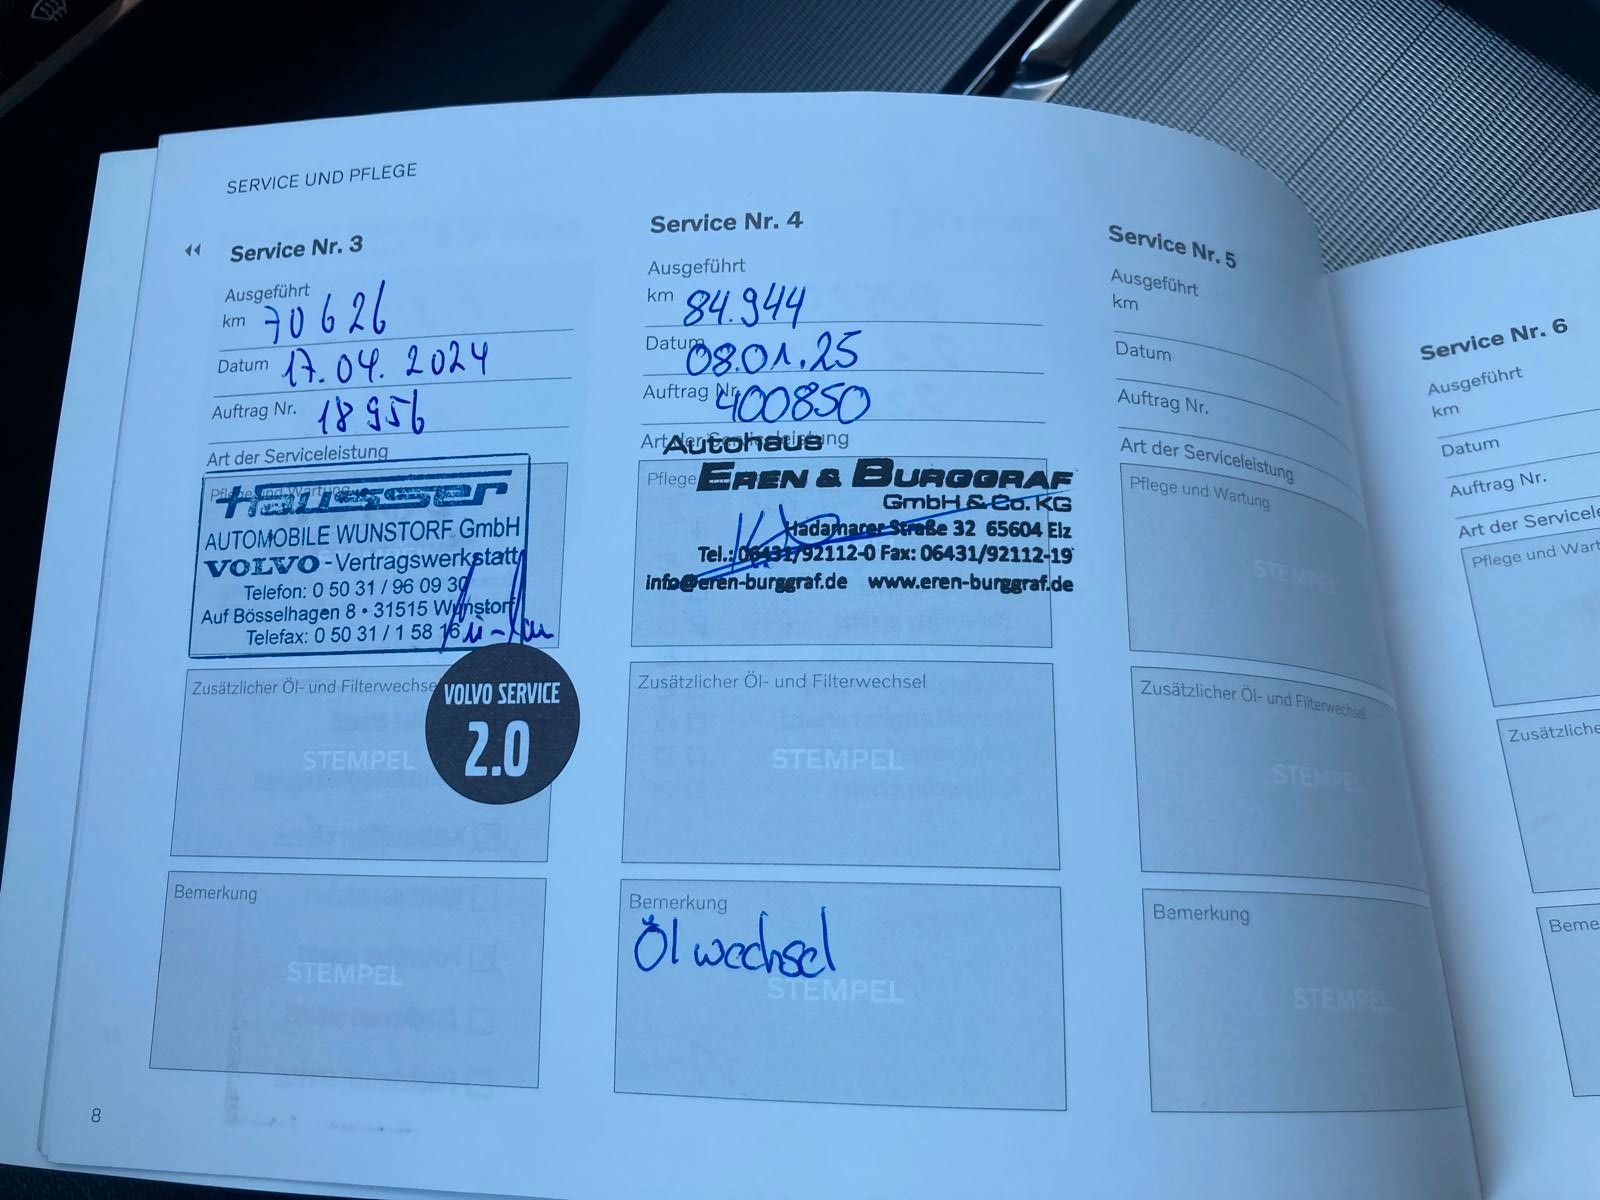 SERVICE UND PFLEGE
Service Nr. 3
Ausgeführt
km 70626
Datum 17.04.2024
Auftrag Nr. 18956
Art der Serviceleistung
Pflege und Wartung
Hausser
AUTOMOBILE WUNSTORF GmbH
VOLVO-Vertragswerkstatt
Telefon: 0 50 31 / 96 09 30
Auf Bösselhagen 8 • 31515 Wunstorf
Telefax: 0 50 31 / 1 58 16
Zusätzlicher Öl- und Filterwechsel
VOLVO SERVICE
2.0
STEMPEL
Bemerkung
STEMPEL
8
Service Nr. 4
Ausgeführt
km 84.944
Datum 08.01.25
Auftrag Nr. 400850
Art der Serviceleistung
Pflege
Autohaus
EREN & BURGGRAF
GmbH & Co. KG
Hadamarer Straße 32 65604 Elz
Tel.: 06431/92112-0 Fax: 06431/92112-19
info@eren-burggraf.de www.eren-burggraf.de
Zusätzlicher Öl- und Filterwechsel
STEMPEL
Bemerkung
Ölwechsel
STEMPEL
Service Nr. 5
Ausgeführt
km
Datum
Auftrag Nr.
Art der Serviceleistung
Pflege und Wartung
STEMPEL
Zusätzlicher Öl- und Filterwechsel
STEMPEL
Bemerkung
STEMPEL
Service Nr. 6
Ausgeführt
km
Datum
Auftrag Nr.
Art der Servicel
Pflege und Wart
Zusätzliche
Beme